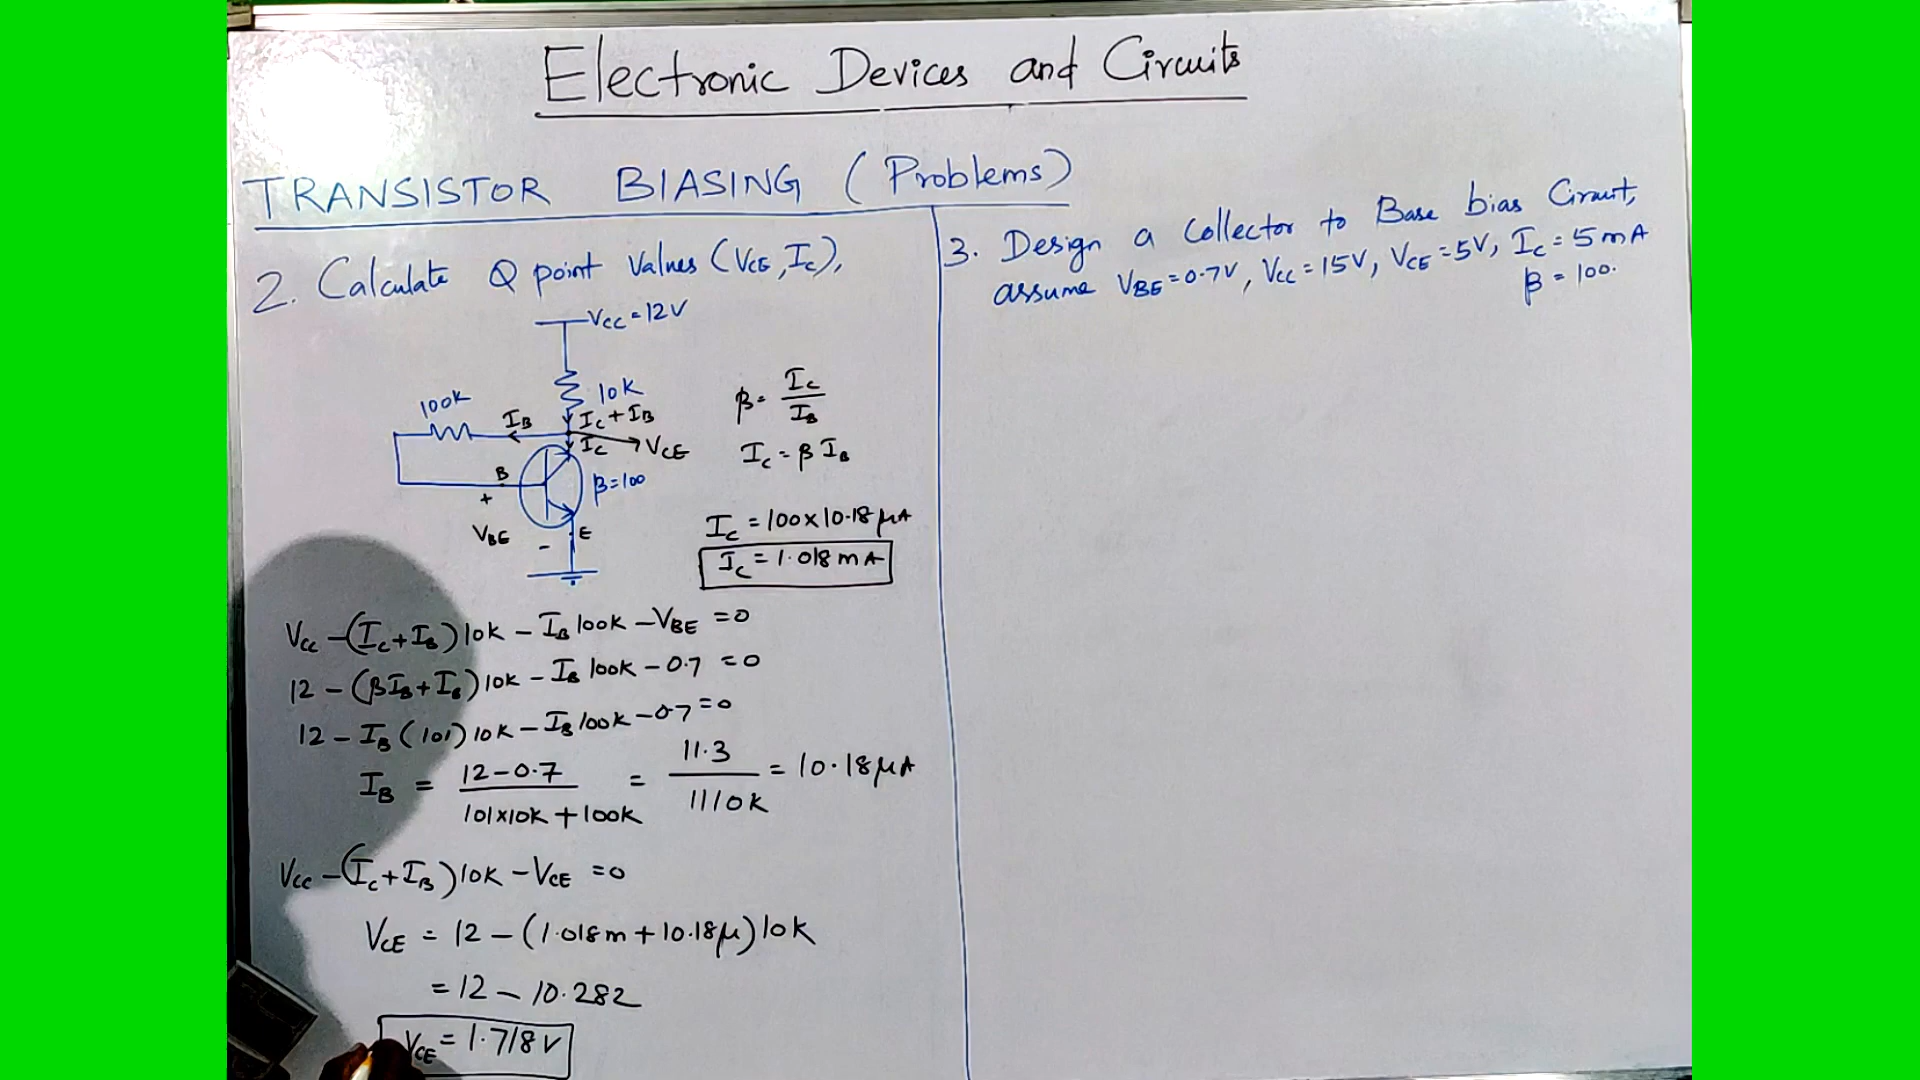 Electronic Devices and Circuits
TRANSISTOR BIASING (Problems)
2. Calculate Q point values (VCE, IC),
VCC = 12V
10K
100K
IB
IC + IB
IC
VCE
B
+
β=100
VBE
-
E
β = IC / IB
IC = β IB
IC = 100 x 10.18 μA
IC = 1.018 mA
VCC - (IC + IB) 10K - IB 100K - VBE = 0
12 - (βIB + IB) 10K - IB 100K - 0.7 = 0
12 - IB (101) 10K - IB 100K - 0.7 = 0
IB = 12 - 0.7 / 101x10K + 100K = 11.3 / 1110K = 10.18 μA
VCC - (IC + IB) 10K - VCE = 0
VCE = 12 - (1.018m + 10.18μ) 10K
= 12 - 10.282
VCE = 1.718 V
3. Design a Collector to Base bias Circuit,
assume VBE = 0.7V, VCC = 15V, VCE = 5V, IC = 5mA
β = 100.